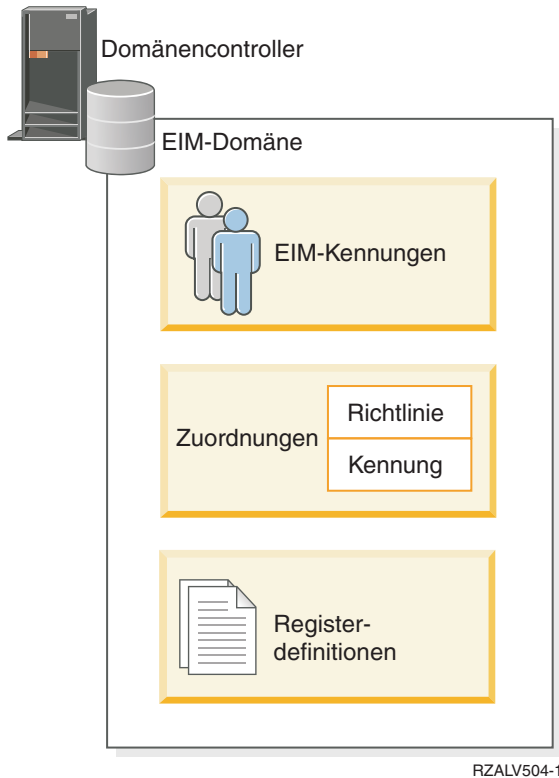 Domänencontroller
EIM-Domäne
EIM-Kennungen
Zuordnungen
Richtlinie
Kennung
Register-
definitionen
RZALV504-1